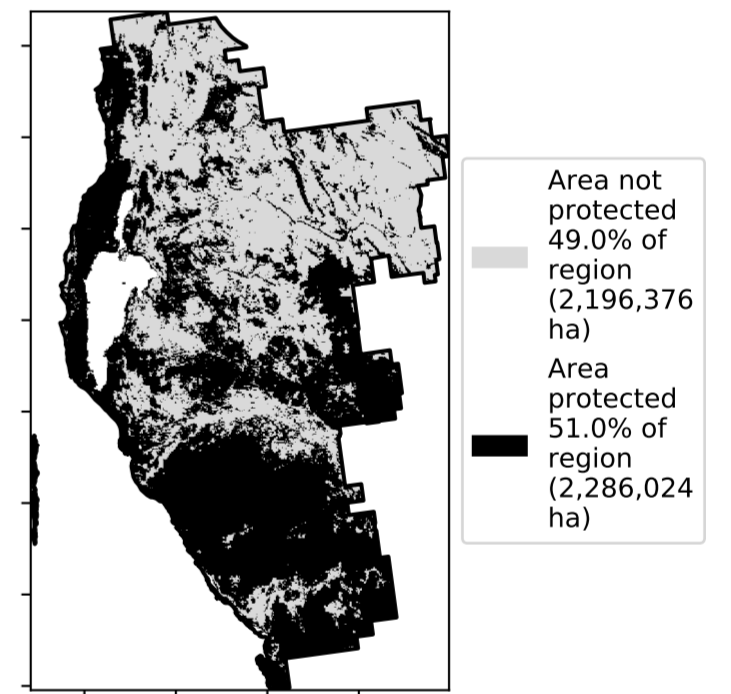 Area not
protected
49.0% of
region
(2,196,376
ha)
Area
protected
51.0% of
region
(2,286,024
ha)